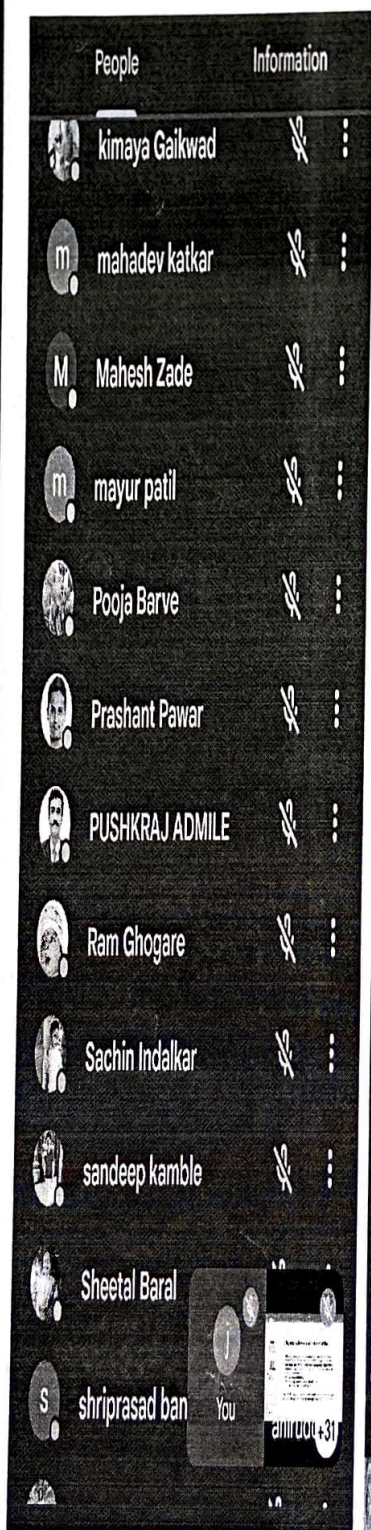 People Information
kimaya Gaikwad
m mahadev katkar
M Mahesh Zade
m mayur patil
Pooja Barve
Prashant Pawar
PUSHKRAJ ADMILE
Ram Ghogare
Sachin Indalkar
sandeep kamble
Sheetal Baral
S shriprasad ban
J
You
anirudd +31